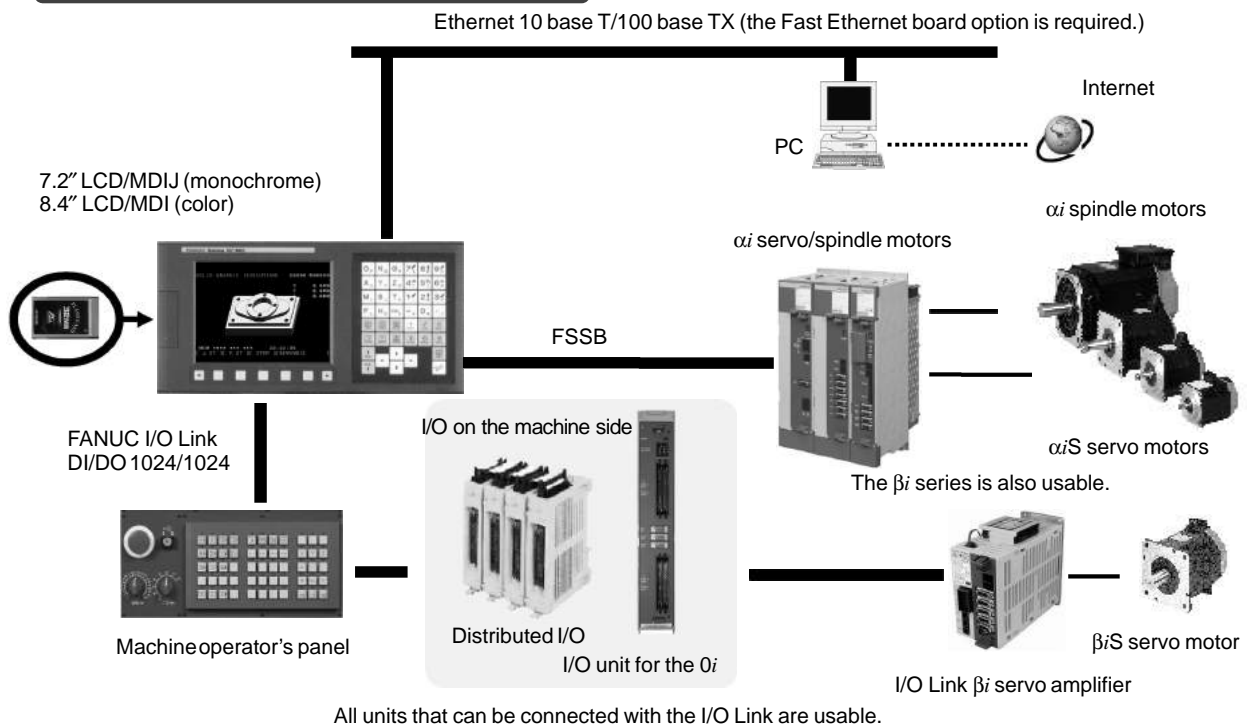 Ethernet 10 base T/100 base TX (the Fast Ethernet board option is required.)
Internet
PC
7.2″ LCD/MDIJ (monochrome)
8.4″ LCD/MDI (color)
αi spindle motors
αi servo/spindle motors
FSSB
I/O on the machine side
FANUC I/O Link
DI/DO 1024/1024
αiS servo motors
The βi series is also usable.
Distributed I/O
Machine operator's panel
I/O unit for the 0i
βiS servo motor
I/O Link βi servo amplifier
All units that can be connected with the I/O Link are usable.